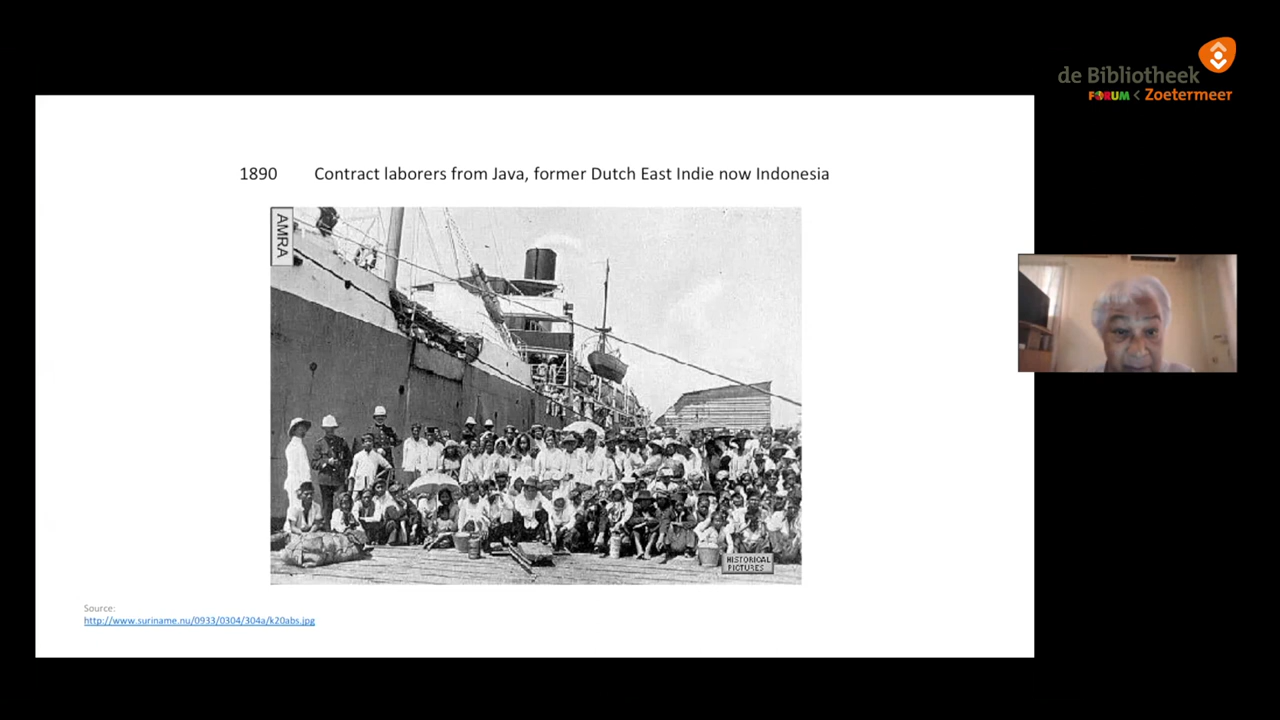 de Bibliotheek
FORUM < Zoetermeer
1890 Contract laborers from Java, former Dutch East Indie now Indonesia
AMRA
HISTORICAL
PICTURES
Source:
http://www.suriname.nu/0933/0304/304a/k20abs.jpg